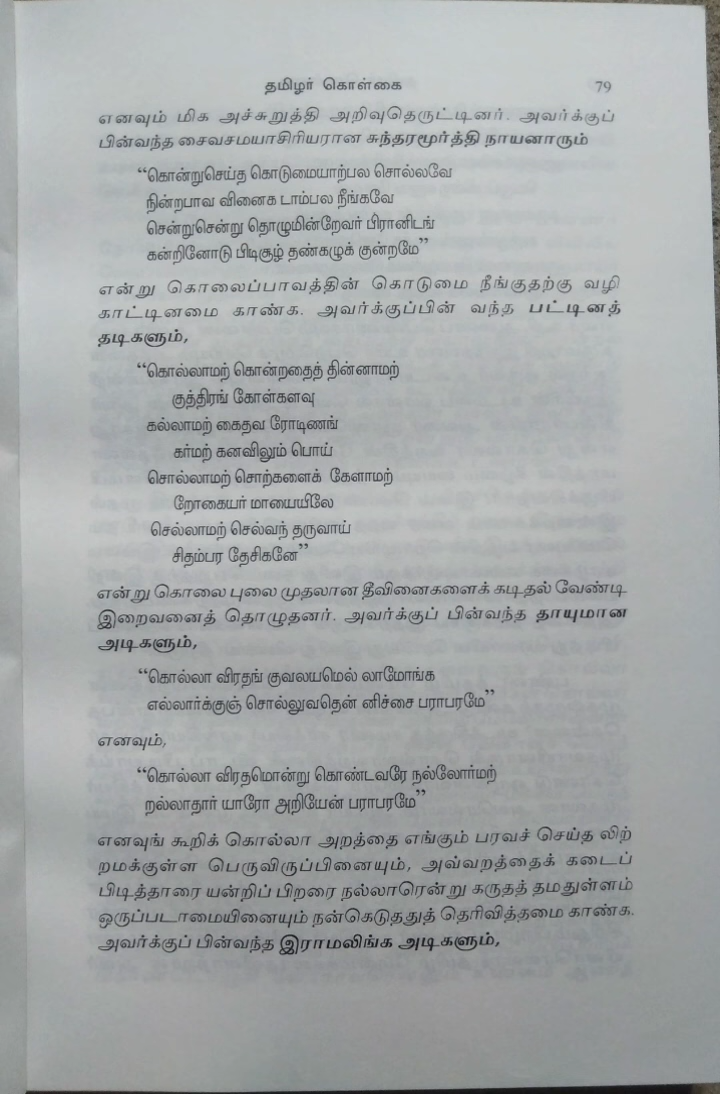 தமிழர் கொள்கை 79
எனவும் மிக அச்சுறுத்தி அறிவுதெருட்டினர். அவர்க்குப்
பின்வந்த சைவசமயாசிரியரான சுந்தரமூர்த்தி நாயனாரும்
“கொன்றுசெய்த கொடுமையாற்பல சொல்லவே
நின்றபாவ வினைக டாம்பல நீங்கவே
சென்றுசென்று தொழுமின்றேவர் பிரானிடங்
கன்றினோடு பிடிசூழ் தண்கழுக் குன்றமே”
என்று கொலைப்பாவத்தின் கொடுமை நீங்குதற்கு வழி
காட்டினமை காண்க. அவர்க்குப்பின் வந்த பட்டினத்
தடிகளும்,
“கொல்லாமற் கொன்றதைத் தின்னாமற்
குத்திரங் கோள்களவு
கல்லாமற் கைதவ ரோடிணங்
கர்மற் கனவிலும் பொய்
சொல்லாமற் சொற்களைக் கேளாமற்
றோகையர் மாயையிலே
செல்லாமற் செல்வந் தருவாய்
சிதம்பர தேசிகனே”
என்று கொலை புலை முதலான தீவினைகளைக் கடிதல் வேண்டி
இறைவனைத் தொழுதனர். அவர்க்குப் பின்வந்த தாயுமான
அடிகளும்,
“கொல்லா விரதங் குவலயமெல் லாமோங்க
எல்லார்க்குஞ் சொல்லுவதென் னிச்சை பராபரமே”
எனவும்,
“கொல்லா விரதமொன்று கொண்டவரே நல்லோர்மற்
றல்லாதார் யாரோ அறியேன் பராபரமே”
எனவுங் கூறிக் கொல்லா அறத்தை எங்கும் பரவச் செய்த லிற்
றமக்குள்ள பெருவிருப்பினையும், அவ்வறத்தைக் கடைப்
பிடித்தாரை யன்றிப் பிறரை நல்லாரென்று கருதத் தமதுள்ளம்
ஒருப்படாமையினையும் நன்கெடுததுத் தெரிவித்தமை காண்க.
அவர்க்குப் பின்வந்த இராமலிங்க அடிகளும்,